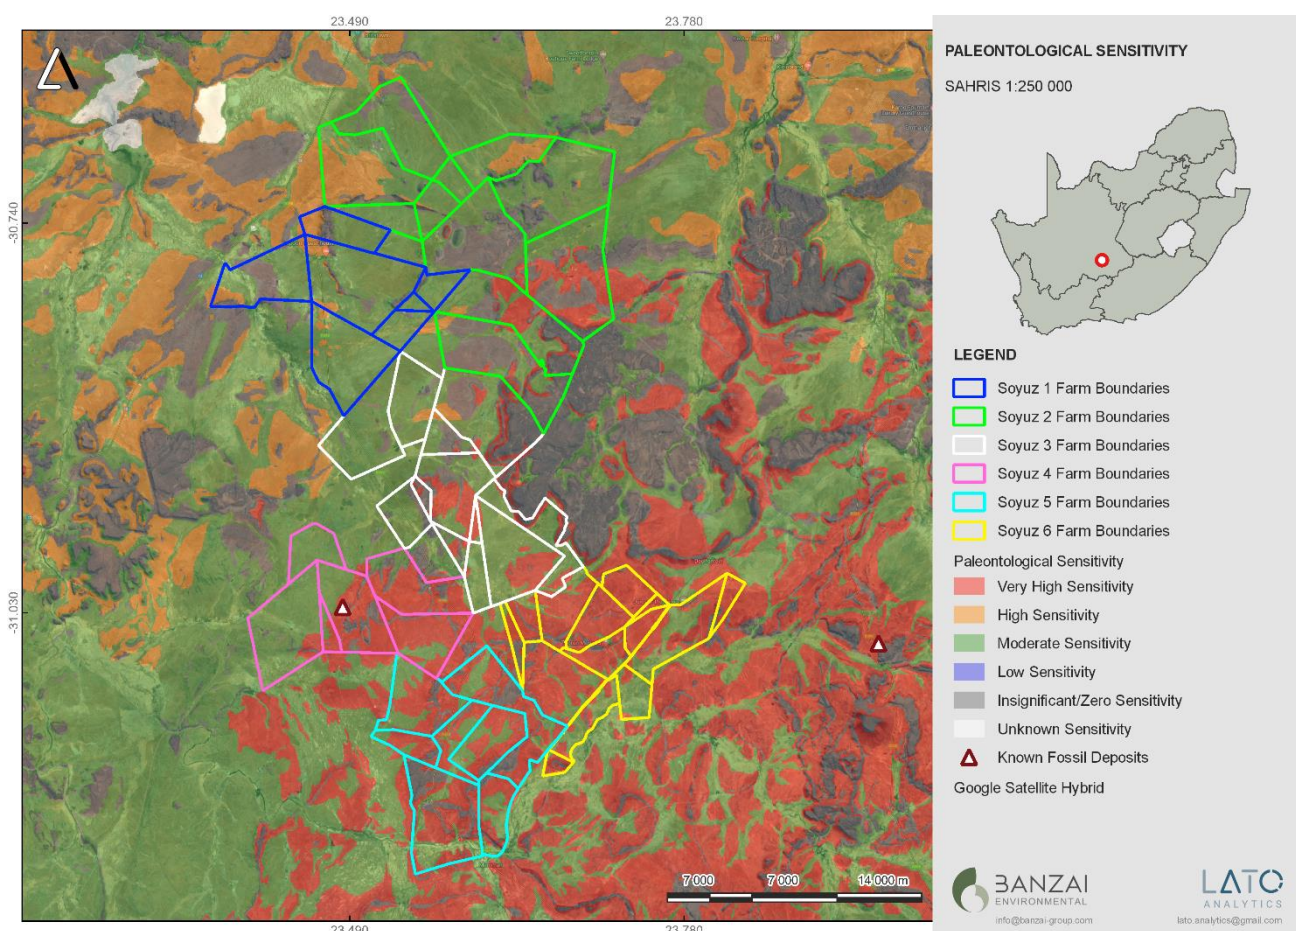 23.490
23.780
-30.740
-31.030
7 000
7 000
14 000 m
23.490
23.780
PALEONTOLOGICAL SENSITIVITY
SAHRIS 1:250 000
LEGEND
Soyuz 1 Farm Boundaries
Soyuz 2 Farm Boundaries
Soyuz 3 Farm Boundaries
Soyuz 4 Farm Boundaries
Soyuz 5 Farm Boundaries
Soyuz 6 Farm Boundaries
Paleontological Sensitivity
Very High Sensitivity
High Sensitivity
Moderate Sensitivity
Low Sensitivity
Insignificant/Zero Sensitivity
Unknown Sensitivity
Known Fossil Deposits
Google Satellite Hybrid
BANZAI
ENVIRONMENTAL
info@banzai-group.com
LATO
ANALYTICS
lato.analytics@gmail.com